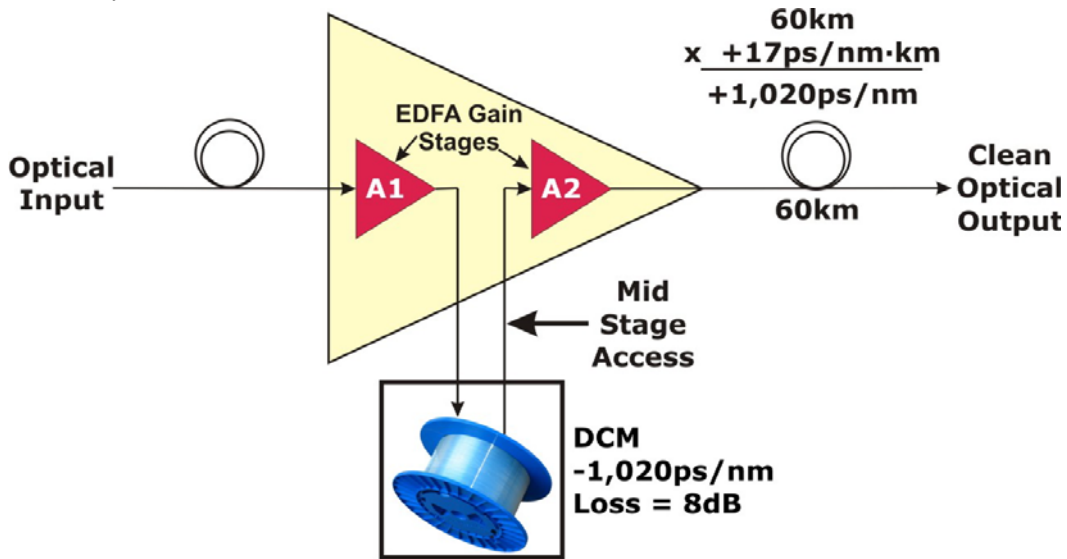 60km
x +17ps/nm·km
+1,020ps/nm
EDFA Gain
Stages
Optical
Input
A1
A2
60km
Clean
Optical
Output
Mid
Stage
Access
DCM
-1,020ps/nm
Loss = 8dB